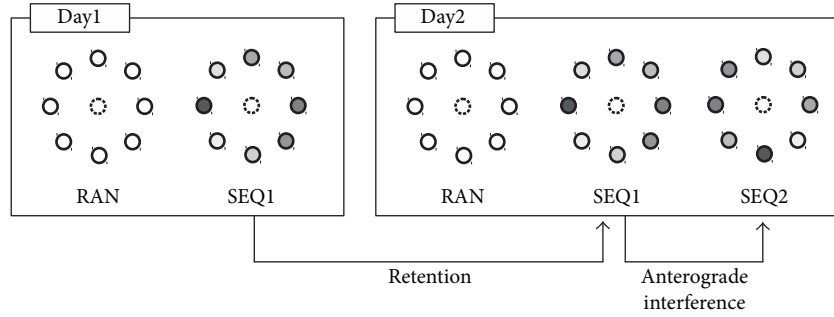 Day1
Day2
RAN
SEQ1
RAN
SEQ1
SEQ2
Retention
Anterograde
interference